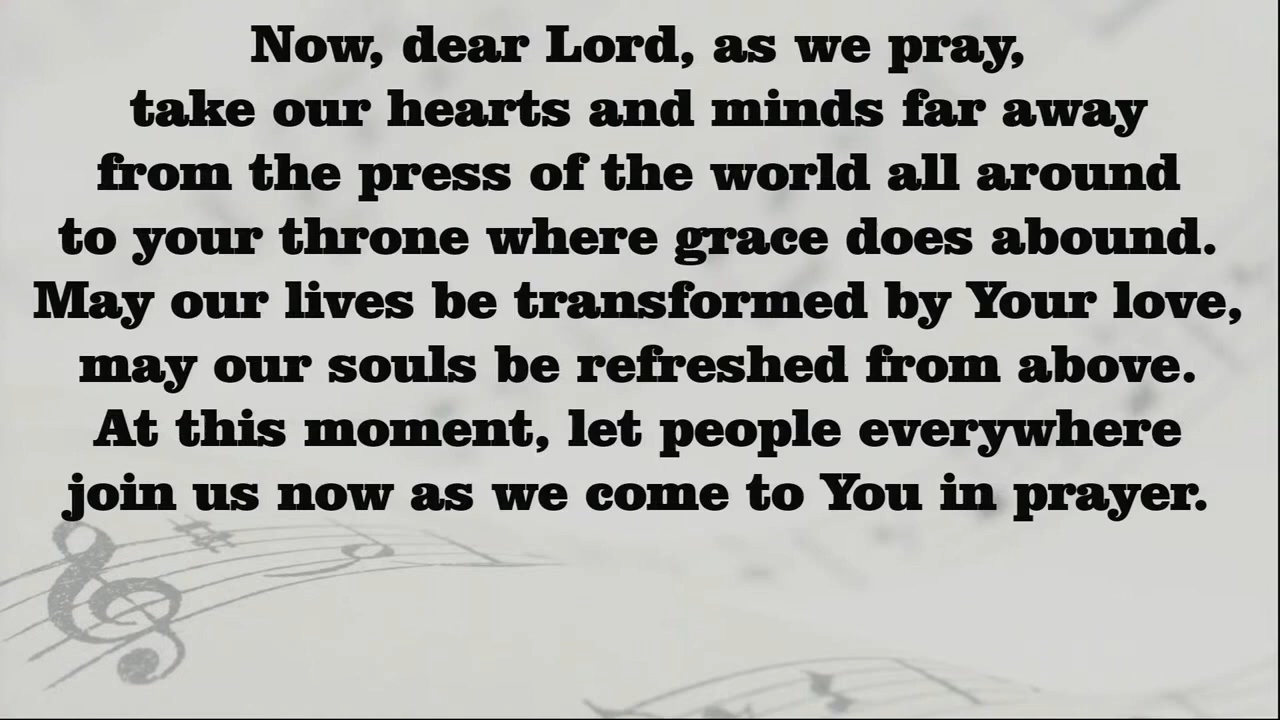 Now, dear Lord, as we pray,
take our hearts and minds far away
from the press of the world all around
to your throne where grace does abound.
May our lives be transformed by Your love,
may our souls be refreshed from above.
At this moment, let people everywhere
join us now as we come to You in prayer.